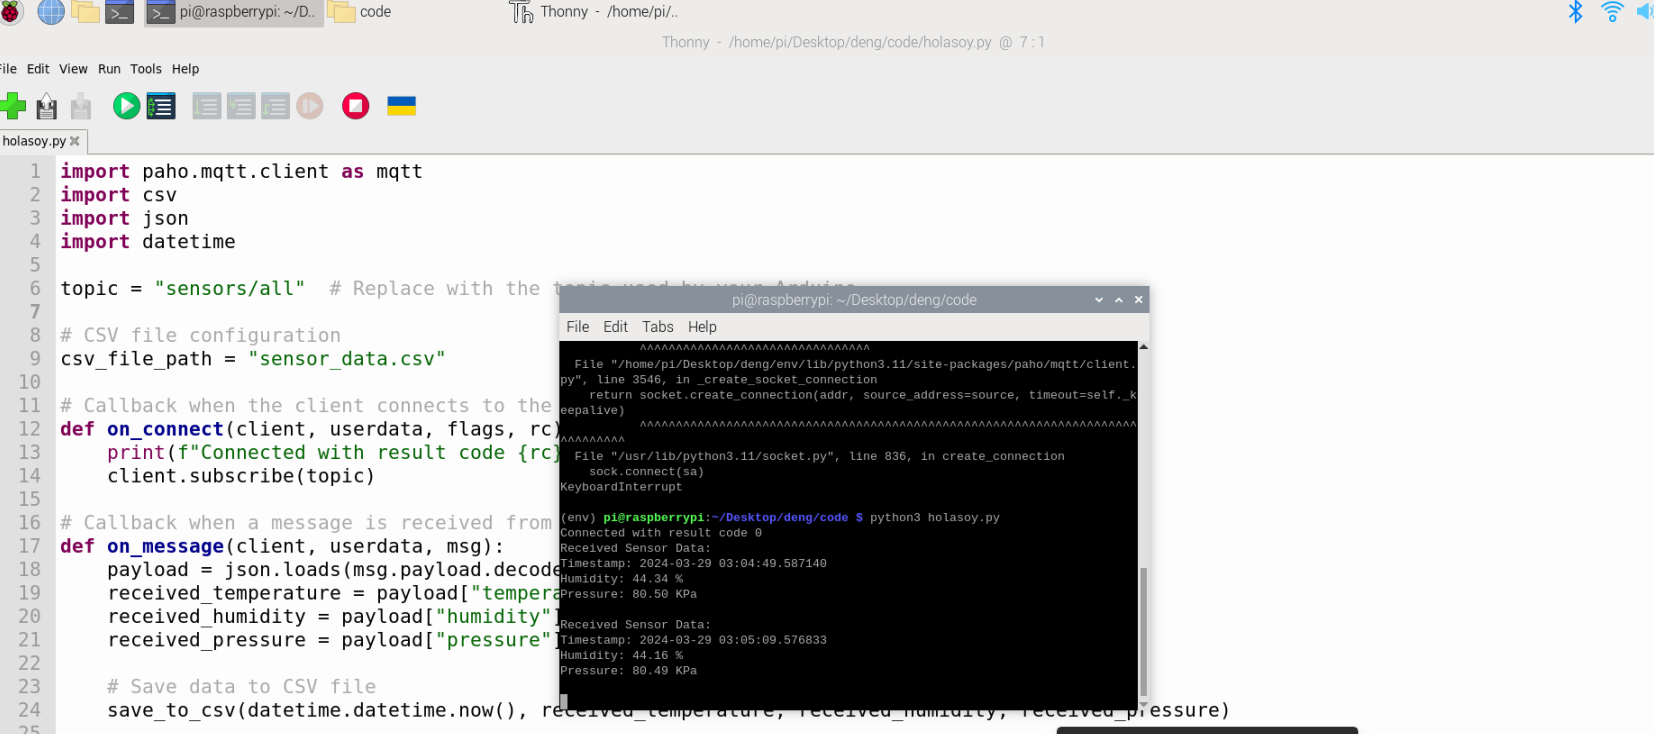 pi@raspberrypi: ~/D..
code
Thonny - /home/pi/..
Thonny - /home/pi/Desktop/deng/code/holasoy.py @ 7 : 1
File Edit View Run Tools Help
holasoy.py
1 import paho.mqtt.client as mqtt
2 import csv
3 import json
4 import datetime
5
6 topic = "sensors/all"  # Replace with the topic used by your Arduino
7
8 # CSV file configuration
9 csv_file_path = "sensor_data.csv"
10
11 # Callback when the client connects to the
12 def on_connect(client, userdata, flags, rc)
13     print(f"Connected with result code {rc}
14     client.subscribe(topic)
15
16 # Callback when a message is received from
17 def on_message(client, userdata, msg):
18     payload = json.loads(msg.payload.decode
19     received_temperature = payload["tempera
20     received_humidity = payload["humidity"]
21     received_pressure = payload["pressure"]
22
23     # Save data to CSV file
24     save_to_csv(datetime.datetime.now(), received_temperature, received_humidity, received_pressure)
25
pi@raspberrypi: ~/Desktop/deng/code
File Edit Tabs Help
^^^^^^^^^^^^^^^^^^^^^^^^^^^^^^^^
File "/home/pi/Desktop/deng/env/lib/python3.11/site-packages/paho/mqtt/client.
py", line 3546, in _create_socket_connection
return socket.create_connection(addr, source_address=source, timeout=self._k
eepalive)
^^^^^^^^^^^^^^^^^^^^^^^^^^^^^^^^^^^^^^^^^^^^^^^^^^^^^^^^^^^^^^^^^^^^^
^^^^^^^^^
File "/usr/lib/python3.11/socket.py", line 836, in create_connection
sock.connect(sa)
KeyboardInterrupt
(env) pi@raspberrypi:~/Desktop/deng/code $ python3 holasoy.py
Connected with result code 0
Received Sensor Data:
Timestamp: 2024-03-29 03:04:49.587140
Humidity: 44.34 %
Pressure: 80.50 KPa
Received Sensor Data:
Timestamp: 2024-03-29 03:05:09.576833
Humidity: 44.16 %
Pressure: 80.49 KPa